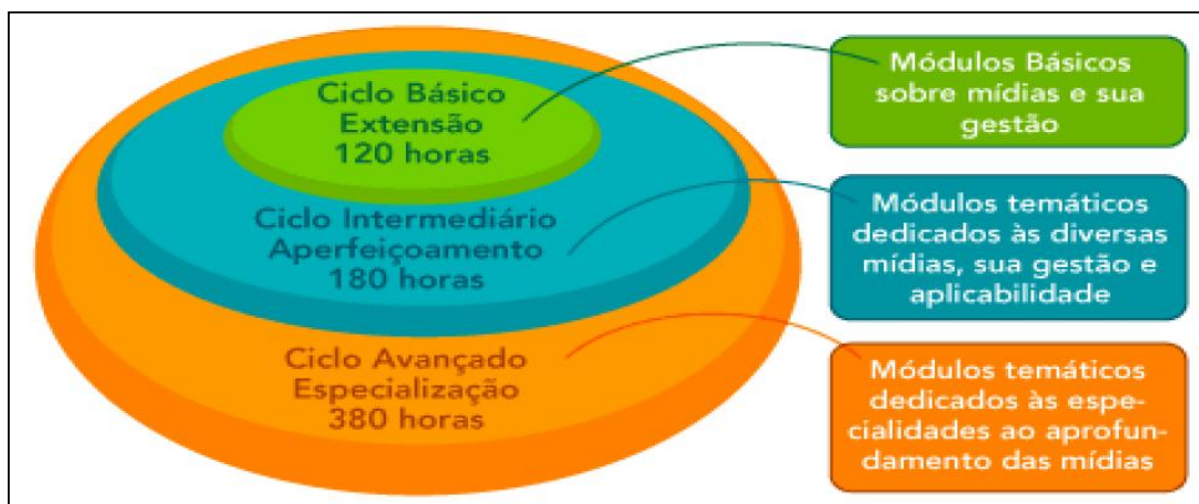 Ciclo Básico
Extensão
120 horas
Módulos Básicos
sobre mídias e sua
gestão
Ciclo Intermediário
Aperfeiçoamento
180 horas
Módulos temáticos
dedicados às diversas
mídias, sua gestão e
aplicabilidade
Ciclo Avançado
Especialização
380 horas
Módulos temáticos
dedicados às espe-
cialidades ao aprofun-
damento das mídias